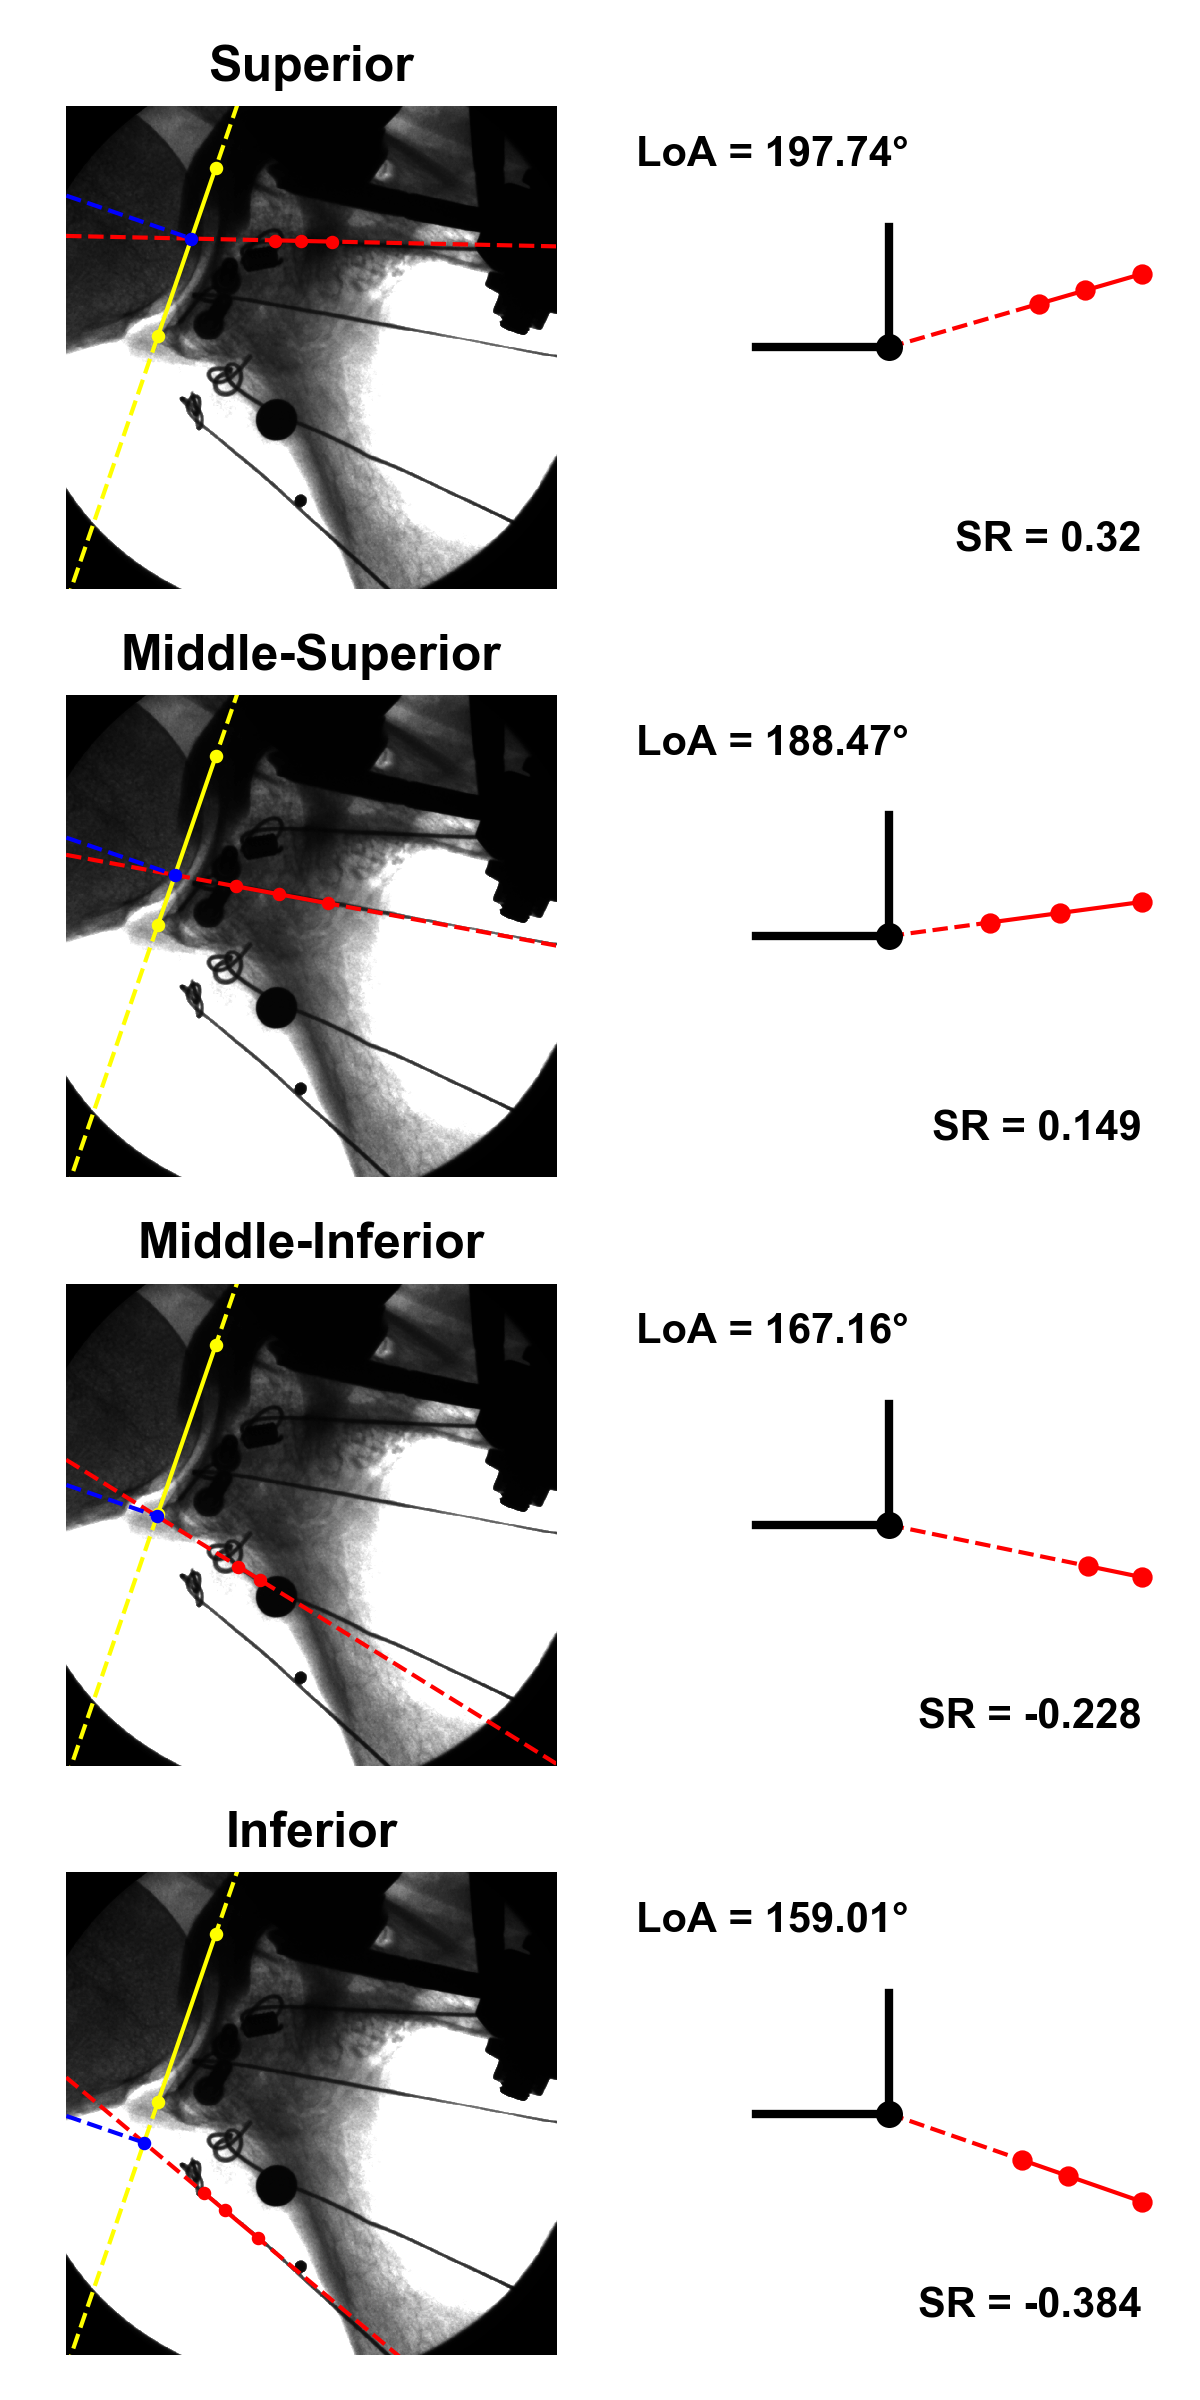 Superior
LoA = 197.74°
SR = 0.32
Middle-Superior
LoA = 188.47°
SR = 0.149
Middle-Inferior
LoA = 167.16°
SR = -0.228
Inferior
LoA = 159.01°
SR = -0.384